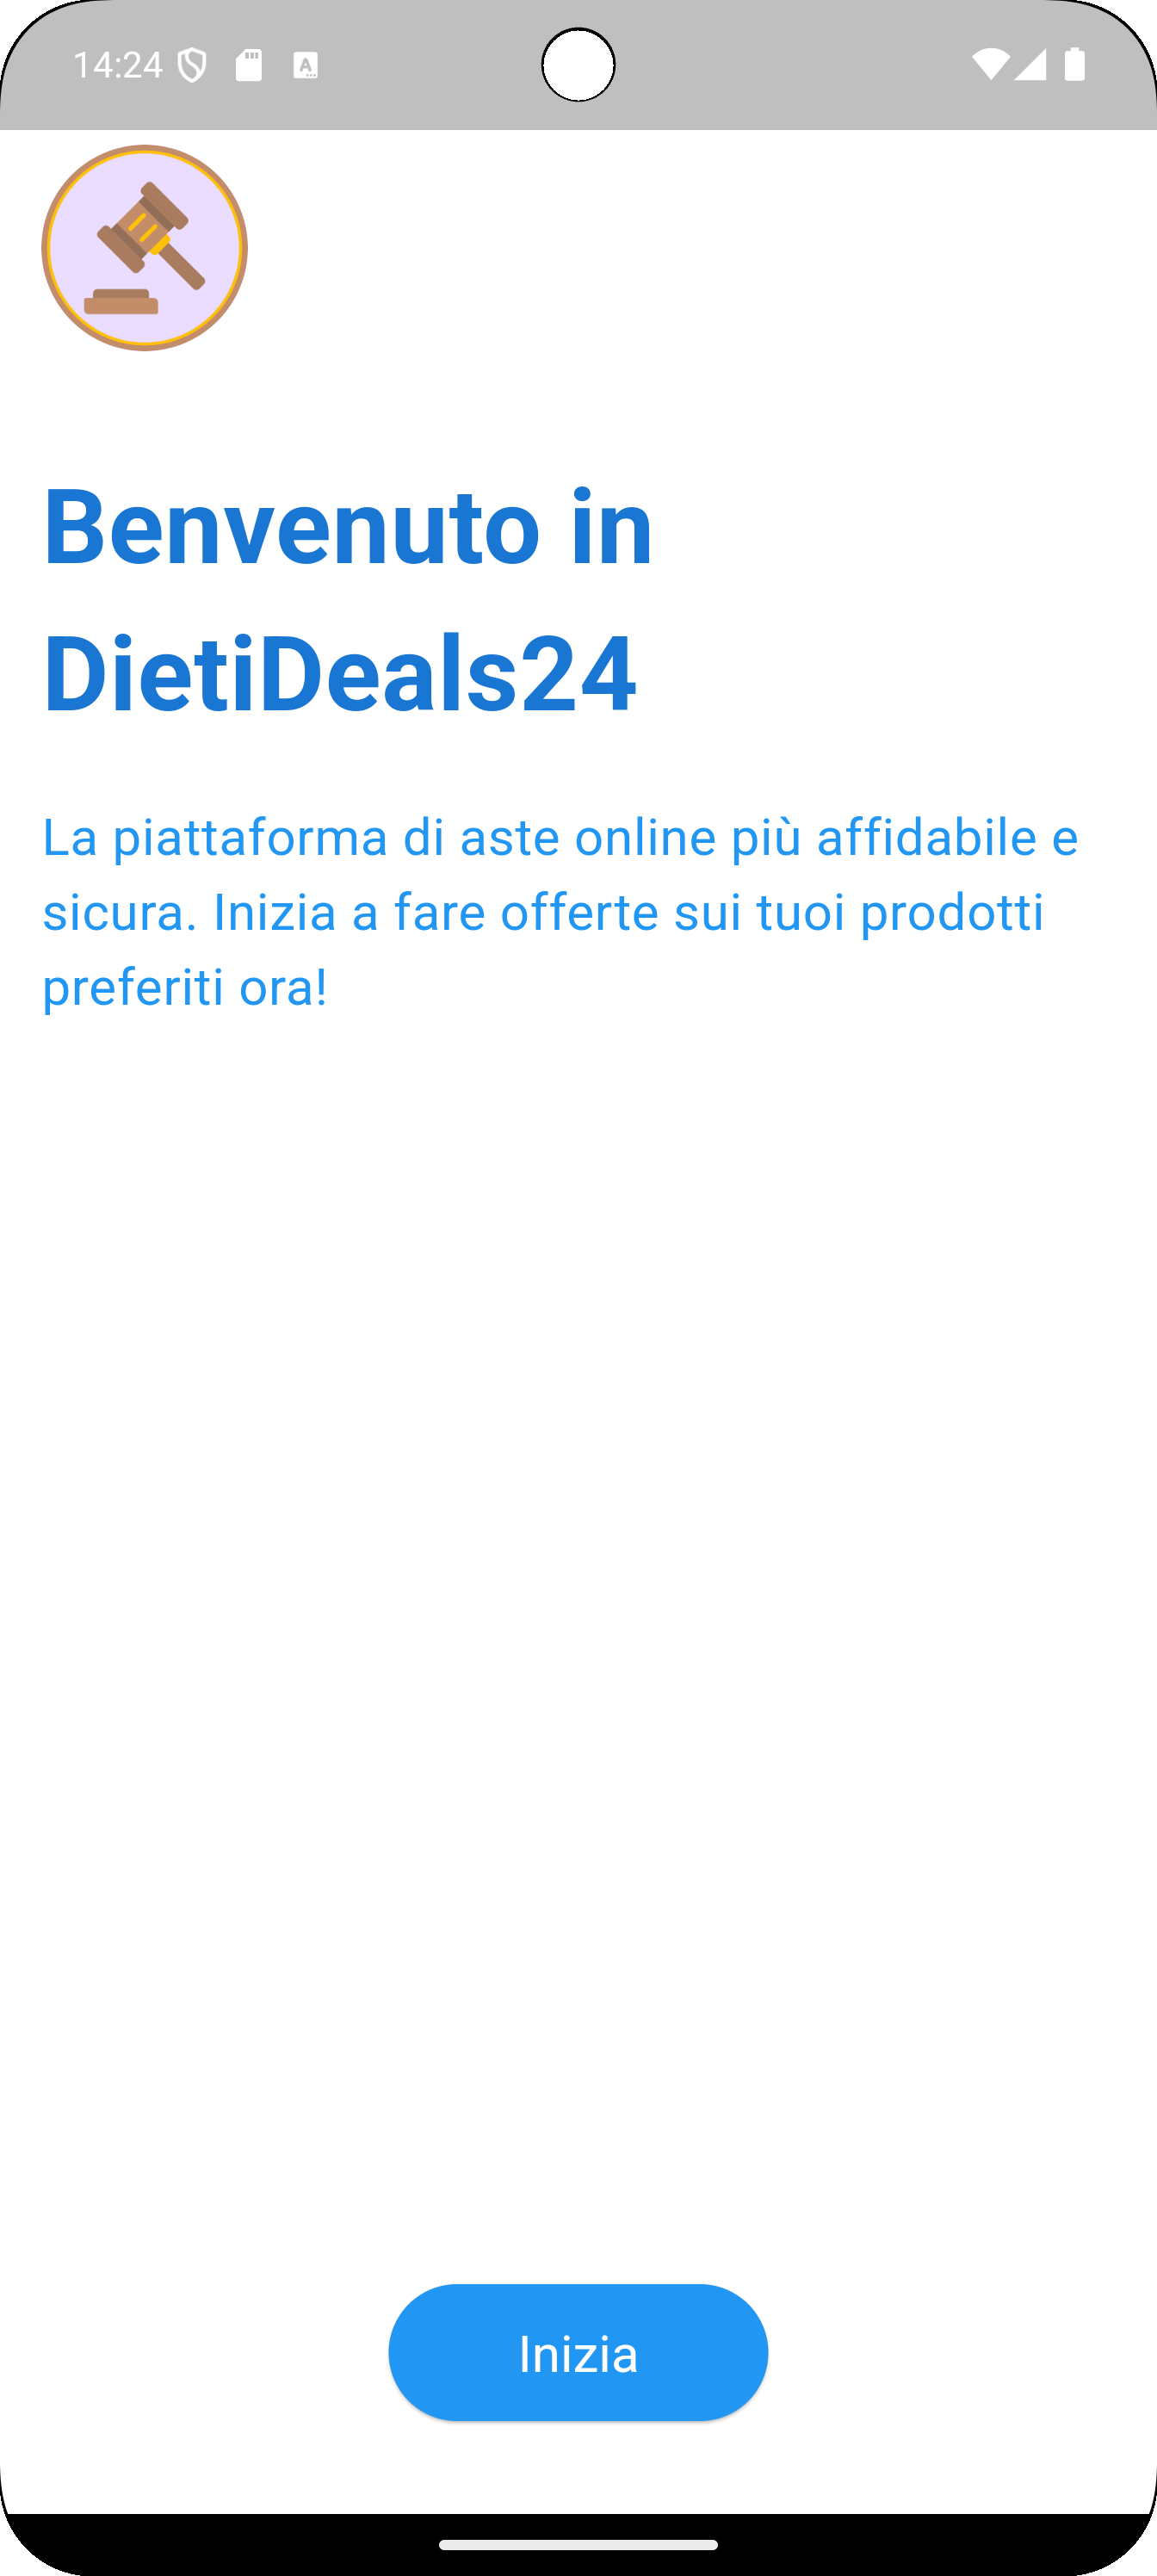 14:24
Benvenuto in
DietiDeals24
La piattaforma di aste online più affidabile e
sicura. Inizia a fare offerte sui tuoi prodotti
preferiti ora!
Inizia